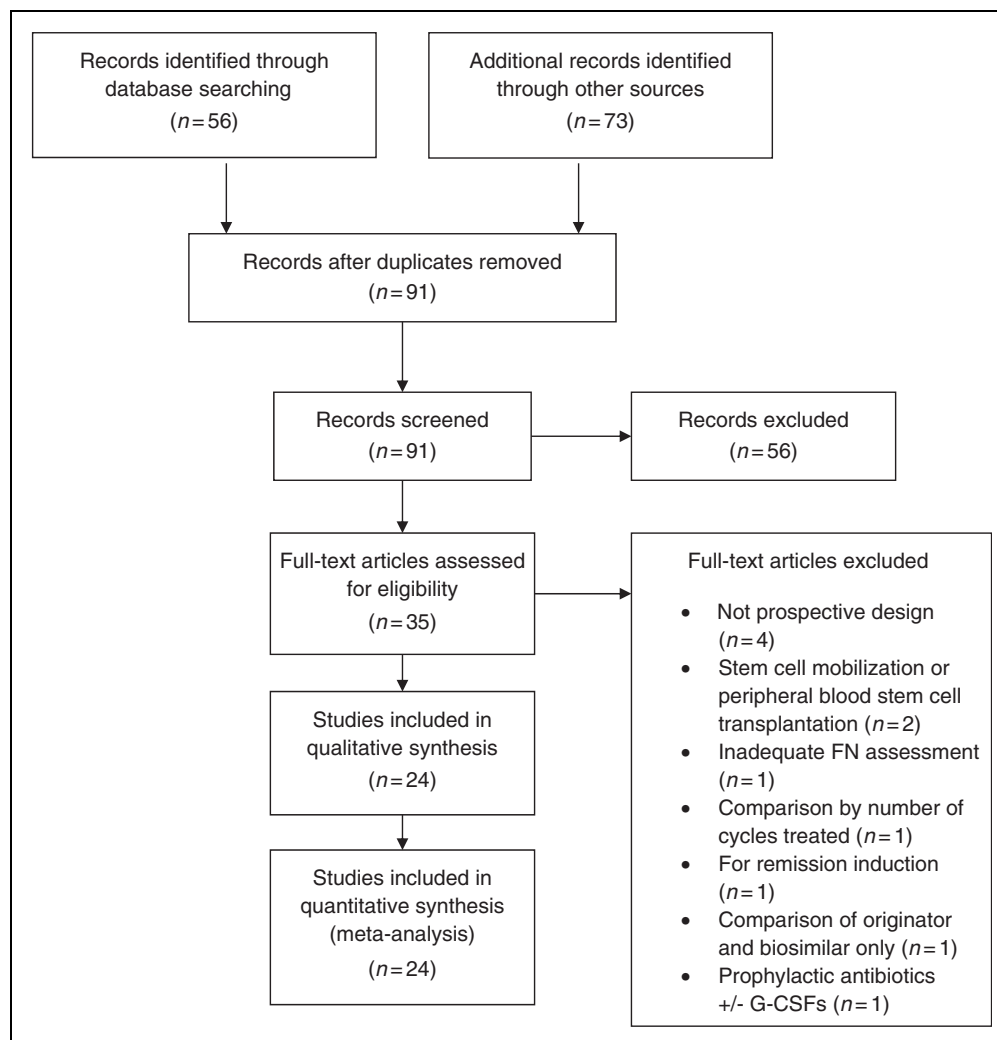 Records identified through
database searching
(n=56)
Additional records identified
through other sources
(n=73)
Records after duplicates removed
(n=91)
Records screened
(n=91)
Records excluded
(n=56)
Full-text articles assessed
for eligibility
(n=35)
Full-text articles excluded
• Not prospective design
(n=4)
• Stem cell mobilization or
peripheral blood stem cell
transplantation (n=2)
• Inadequate FN assessment
(n=1)
• Comparison by number of
cycles treated (n=1)
• For remission induction
(n=1)
• Comparison of originator
and biosimilar only (n=1)
• Prophylactic antibiotics
+/- G-CSFs (n=1)
Studies included in
qualitative synthesis
(n=24)
Studies included in
quantitative synthesis
(meta-analysis)
(n=24)